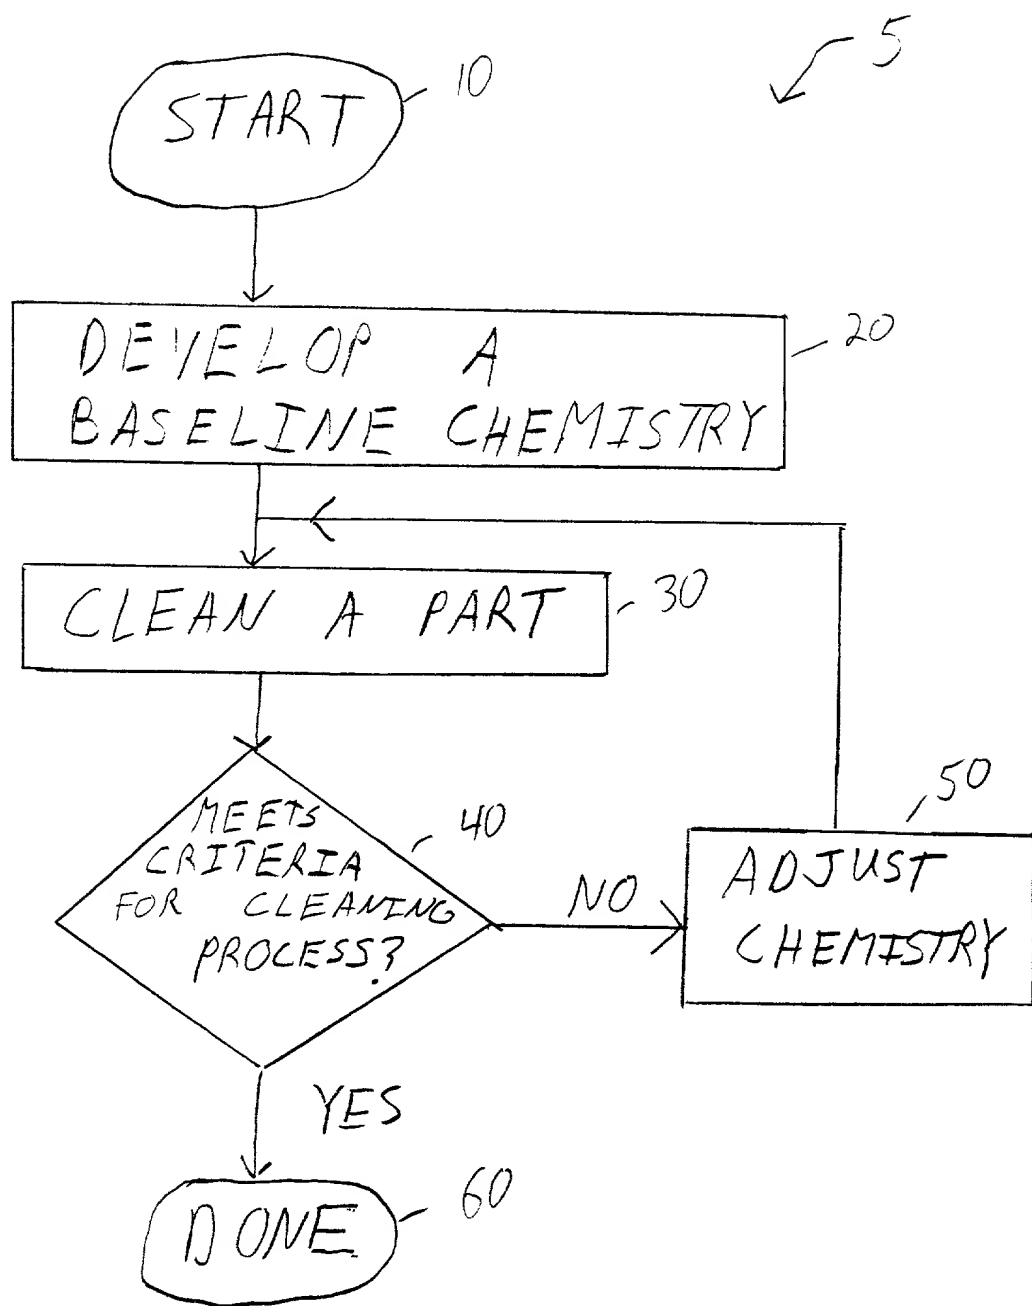 5
START
10
DEVELOP A
BASELINE CHEMISTRY
20
CLEAN A PART
30
MEETS
CRITERIA
FOR CLEANING
PROCESS?
40
NO
ADJUST
CHEMISTRY
50
YES
DONE
60